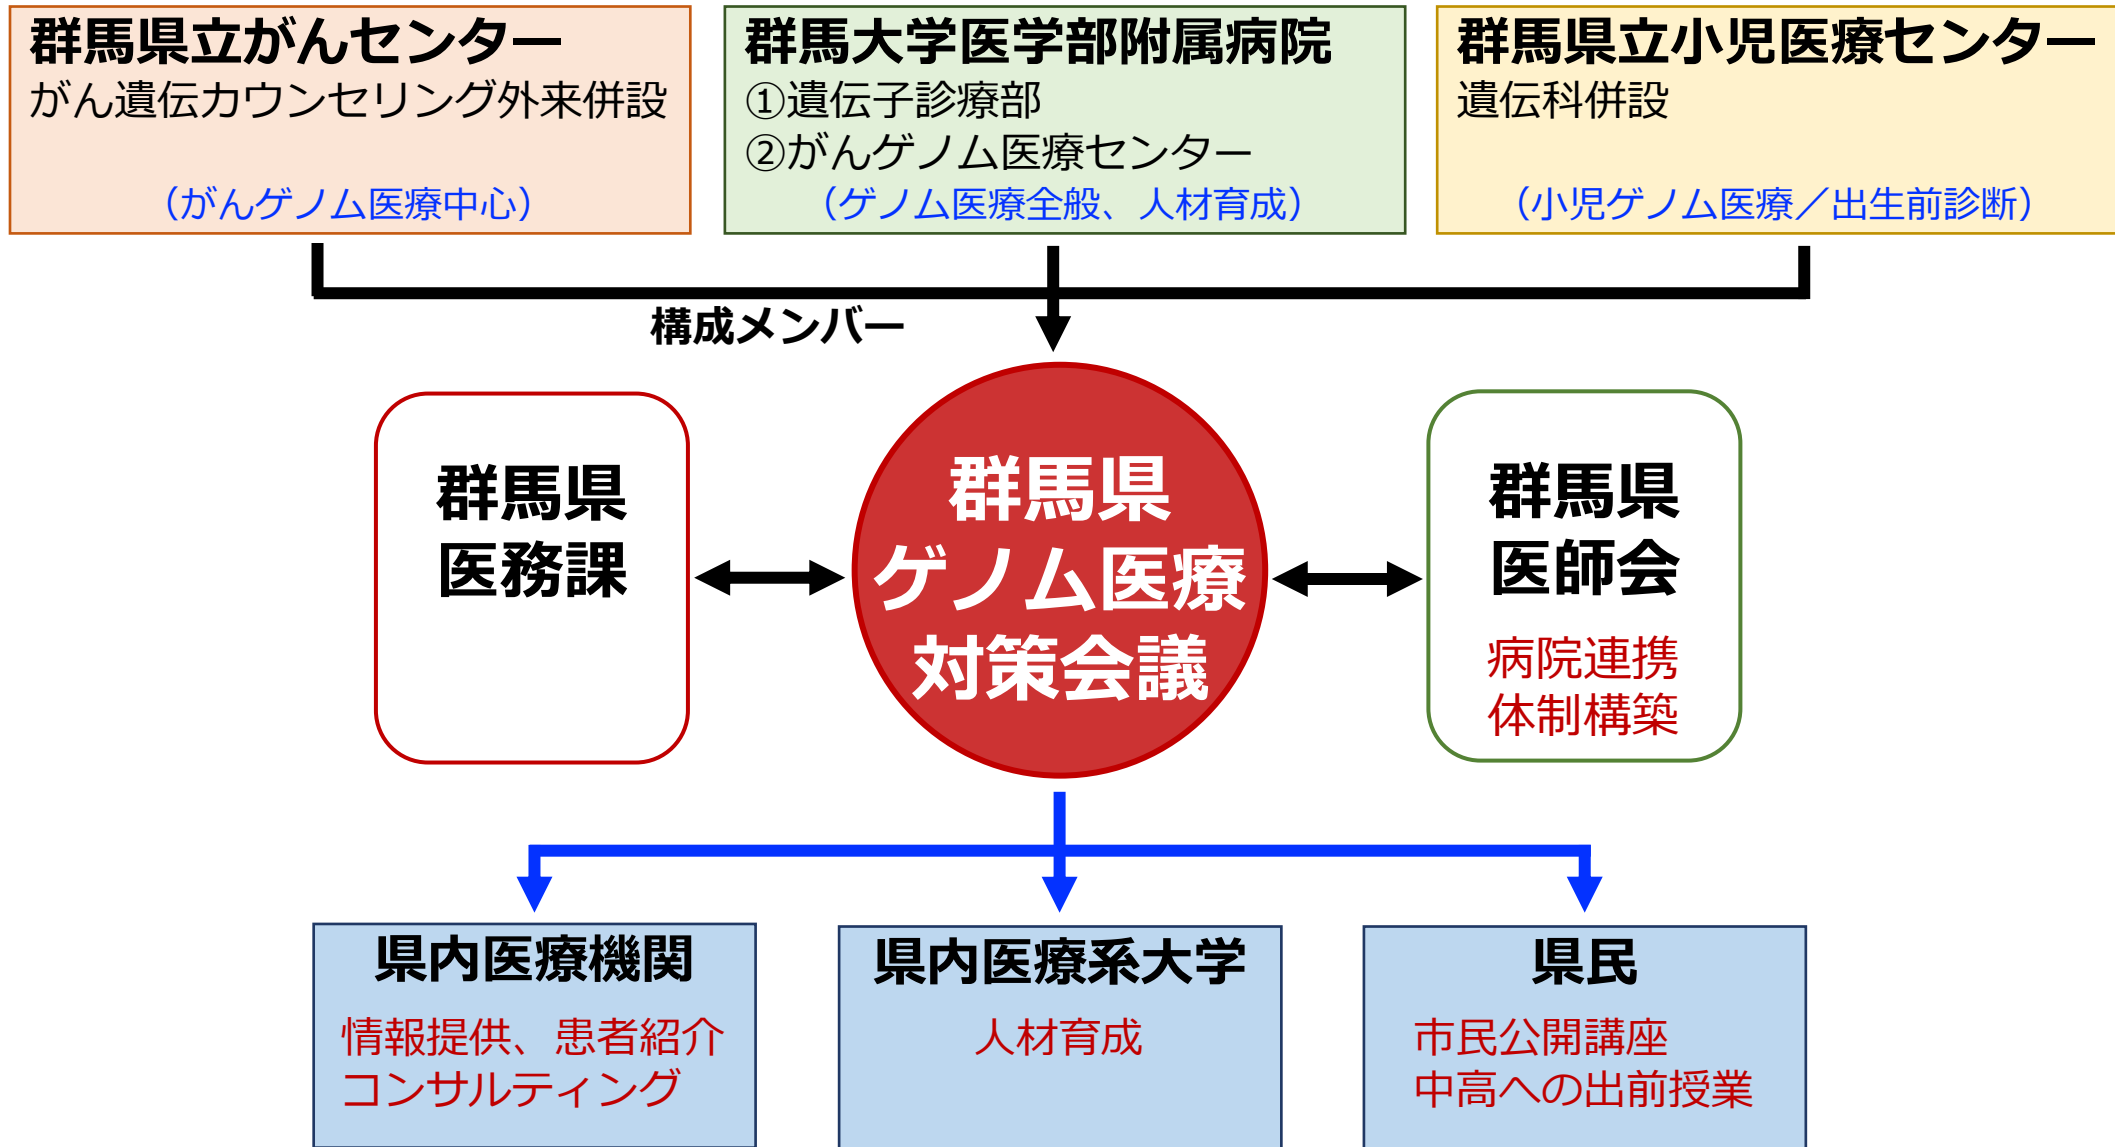 群馬県立がんセンター
がん遺伝カウンセリング外来併設
（がんゲノム医療中心）
群馬大学医学部附属病院
①遺伝子診療部
②がんゲノム医療センター
（ゲノム医療全般、人材育成）
群馬県立小児医療センター
遺伝科併設
（小児ゲノム医療／出生前診断）
構成メンバー
群馬県
医務課
群馬県
ゲノム医療
対策会議
群馬県
医師会
病院連携
体制構築
県内医療機関
情報提供、患者紹介
コンサルティング
県内医療系大学
人材育成
県民
市民公開講座
中高への出前授業